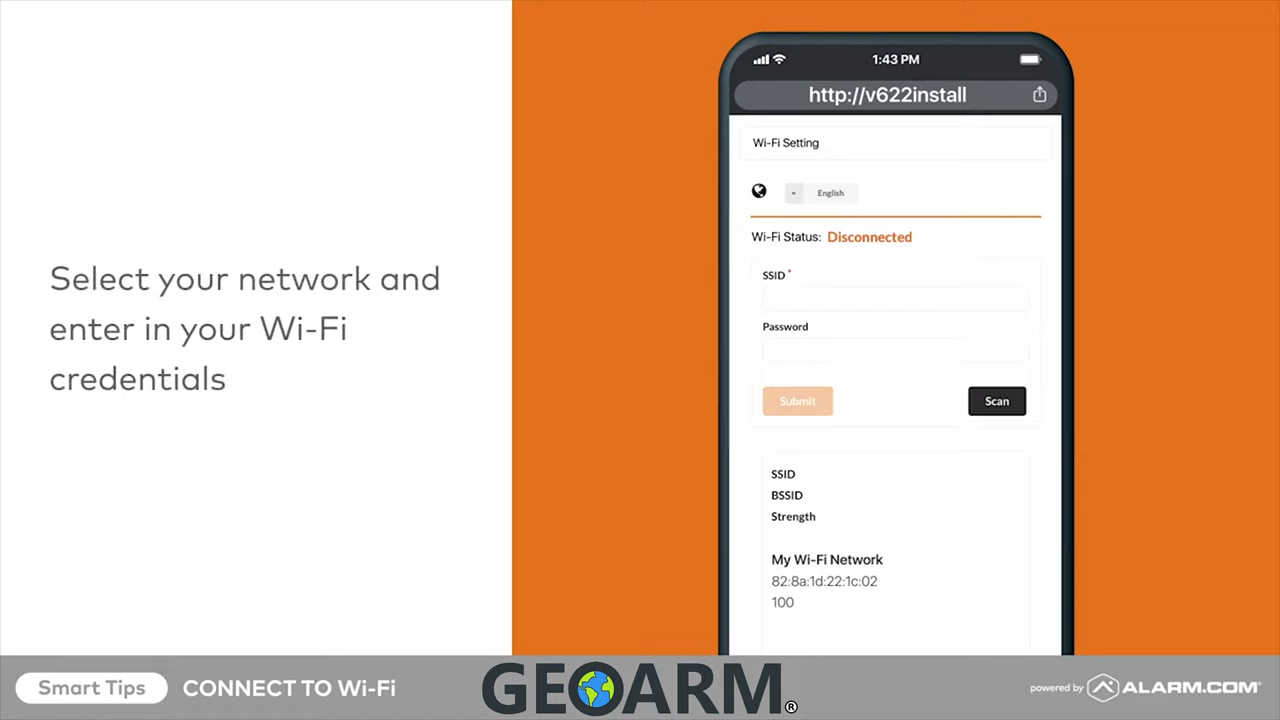 Select your network and
enter in your Wi-Fi
credentials
1:43 PM
http://v622install
Wi-Fi Setting
English
Wi-Fi Status: Disconnected
SSID *
Password
Submit Scan
SSID
BSSID
Strength
My Wi-Fi Network
82:8a:1d:22:1c:02
100
Smart Tips CONNECT TO Wi-Fi GEOARM® powered by ALARM.COM®